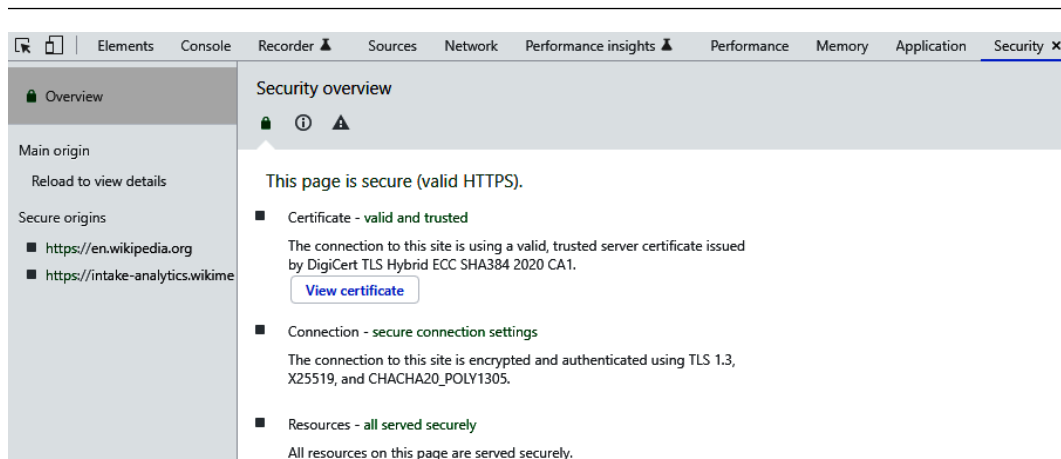 Elements Console Recorder Sources Network Performance insights Performance Memory Application Security ×
Overview
Main origin
Reload to view details
Secure origins
https://en.wikipedia.org
https://intake-analytics.wikime
Security overview
This page is secure (valid HTTPS).
Certificate - valid and trusted
The connection to this site is using a valid, trusted server certificate issued
by DigiCert TLS Hybrid ECC SHA384 2020 CA1.
View certificate
Connection - secure connection settings
The connection to this site is encrypted and authenticated using TLS 1.3,
X25519, and CHACHA20_POLY1305.
Resources - all served securely
All resources on this page are served securely.